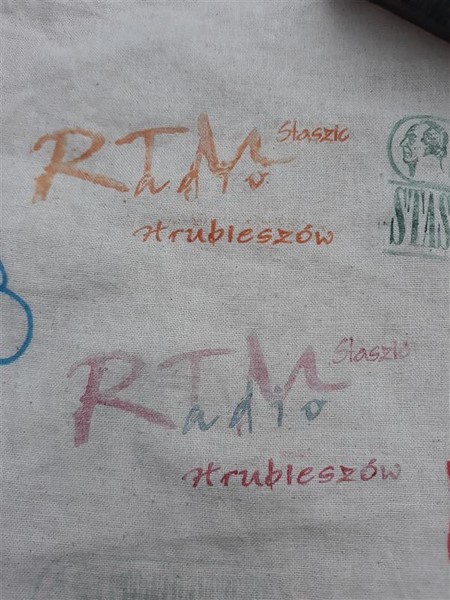 RTM Staszic
Radio
Hrubieszów
STAS
RTM Staszic
Radio
Hrubieszów